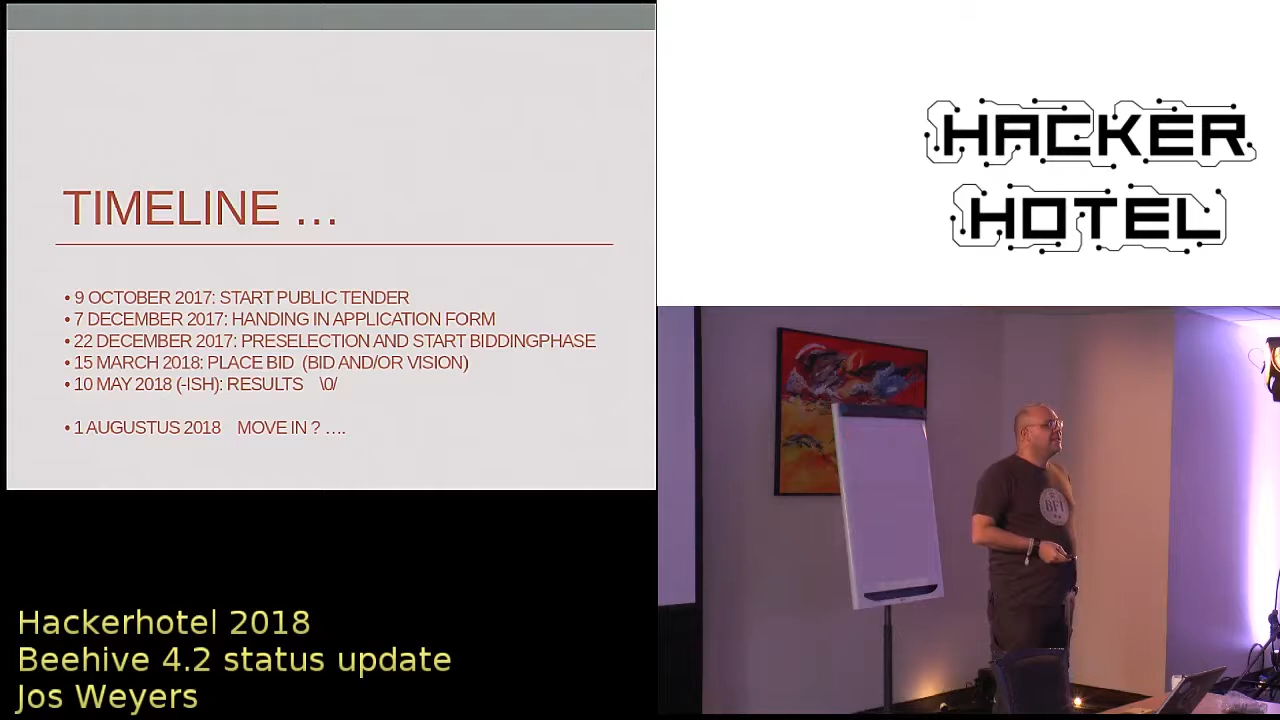 TIMELINE ...
• 9 OCTOBER 2017: START PUBLIC TENDER
• 7 DECEMBER 2017: HANDING IN APPLICATION FORM
• 22 DECEMBER 2017: PRESELECTION AND START BIDDINGPHASE
• 15 MARCH 2018: PLACE BID (BID AND/OR VISION)
• 10 MAY 2018 (-ISH): RESULTS \0/
• 1 AUGUSTUS 2018 MOVE IN ? ....
HACKER
HOTEL
BFI
Hackerhotel 2018
Beehive 4.2 status update
Jos Weyers